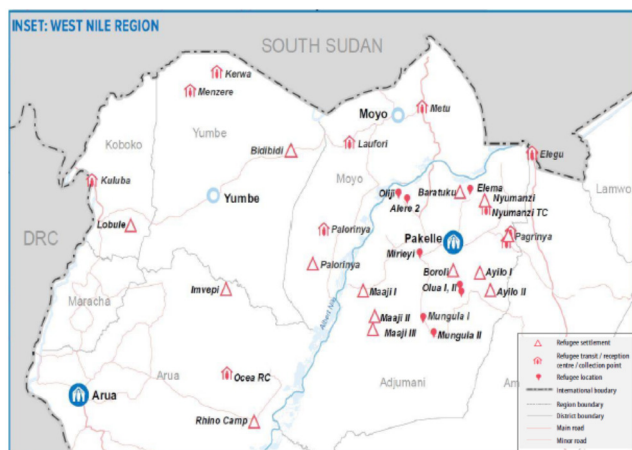 INSET: WEST NILE REGION
SOUTH SUDAN
Kerwa
Menzere
Metu
Moyo
Yumbe
Koboko
Laufori
Elegu
Bidibidi
Moyo
Kuluba
Oliji
Baratuku
Elema
Lamwo
Yumbe
Alere 2
Nyumanzi
Nyumanzi TC
Lobule
Palorinya
Pakelle
Pagrinya
DRC
Mirieyi
Palorinya
Boroli
Ayilo I
Maracha
Imvepi
Maaji I
Olua I, II
Ayilo II
Albert Nile
Maaji II
Mungula I
Maaji III
Mungula II
Refugee settlement
Refugee transit / reception
centre / collection point
Ocea RC
Arua
Adjumani
Am
Refugee location
International boudary
Arua
Region boundary
District boundary
Rhino Camp
Main road
Minor road